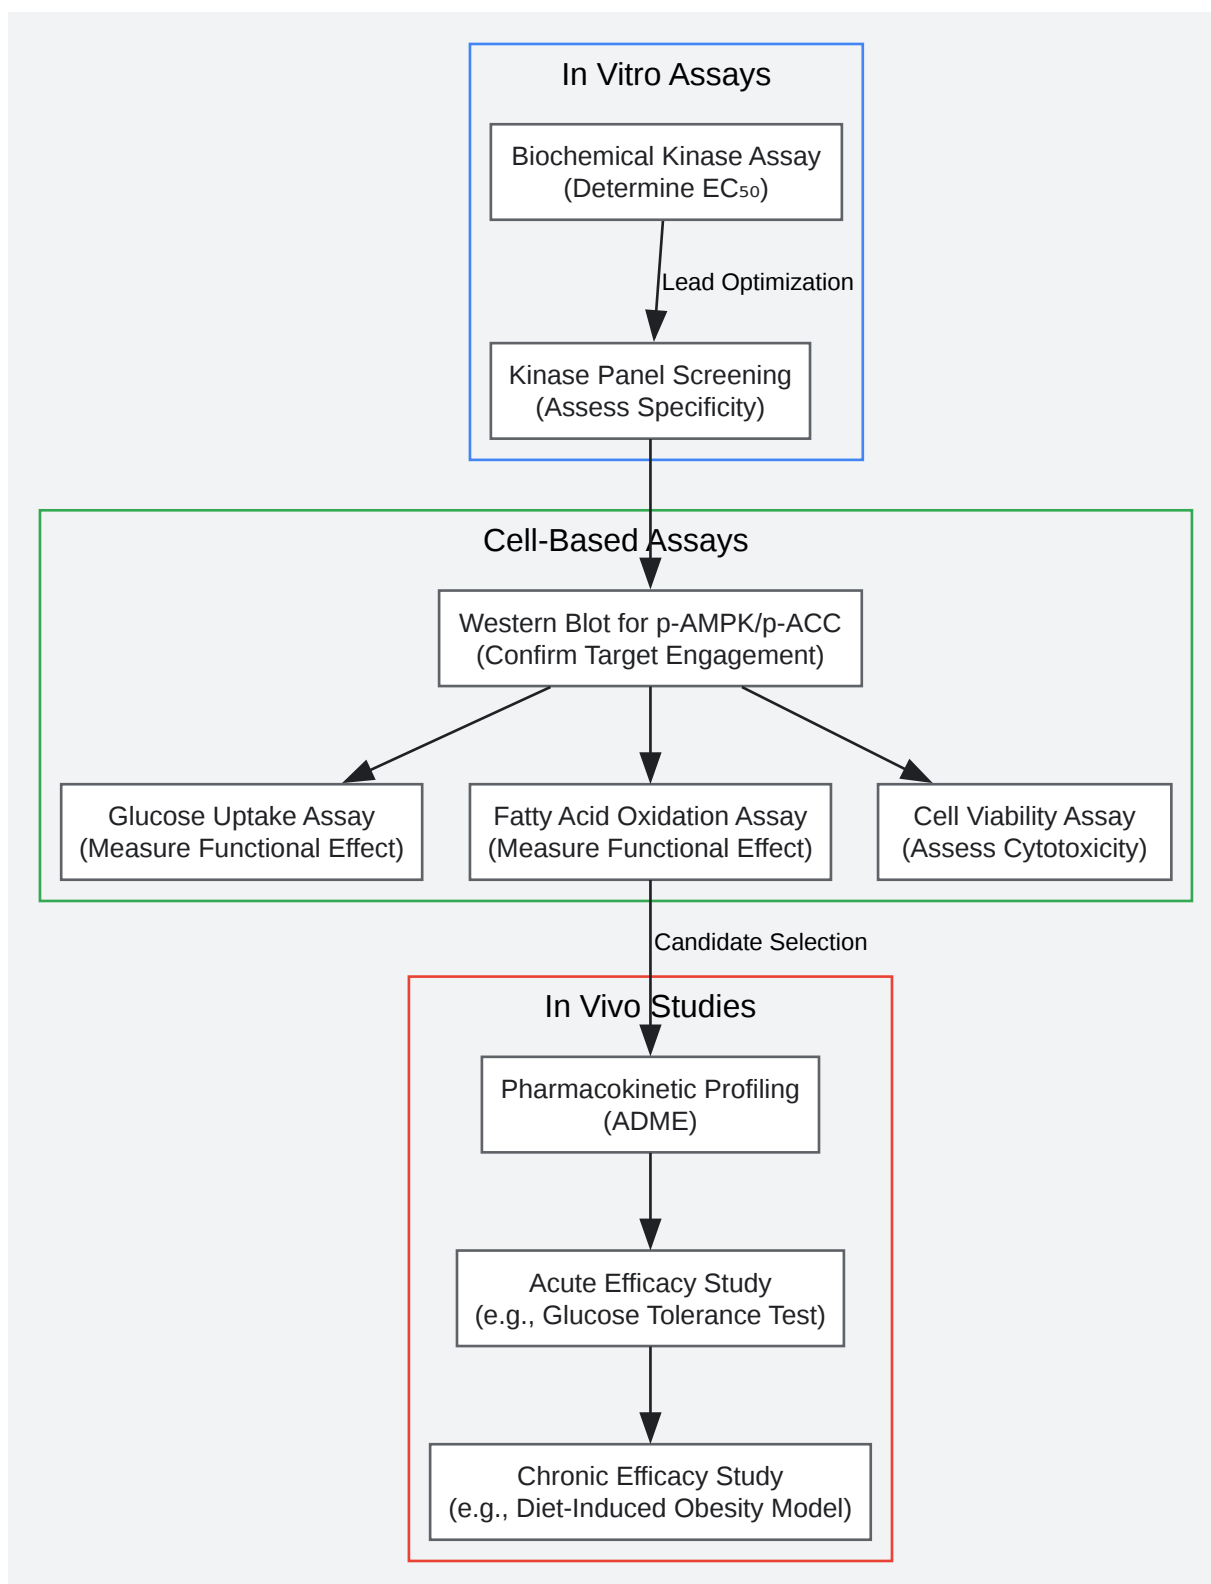 In Vitro Assays
Biochemical Kinase Assay
(Determine EC₅₀)
Lead Optimization
Kinase Panel Screening
(Assess Specificity)
Cell-Based Assays
Western Blot for p-AMPK/p-ACC
(Confirm Target Engagement)
Glucose Uptake Assay
(Measure Functional Effect)
Fatty Acid Oxidation Assay
(Measure Functional Effect)
Cell Viability Assay
(Assess Cytotoxicity)
Candidate Selection
In Vivo Studies
Pharmacokinetic Profiling
(ADME)
Acute Efficacy Study
(e.g., Glucose Tolerance Test)
Chronic Efficacy Study
(e.g., Diet-Induced Obesity Model)